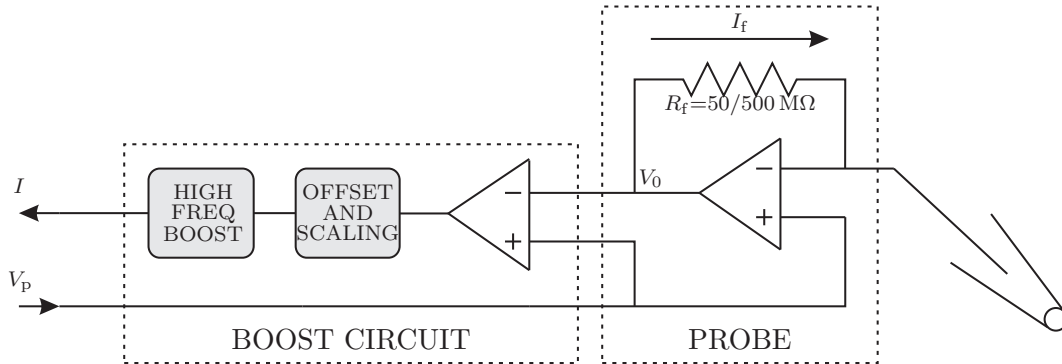 I_f
R_f=50/500 MΩ
V_0
−
+
−
+
HIGH
FREQ
BOOST
OFFSET
AND
SCALING
I
V_p
BOOST CIRCUIT
PROBE